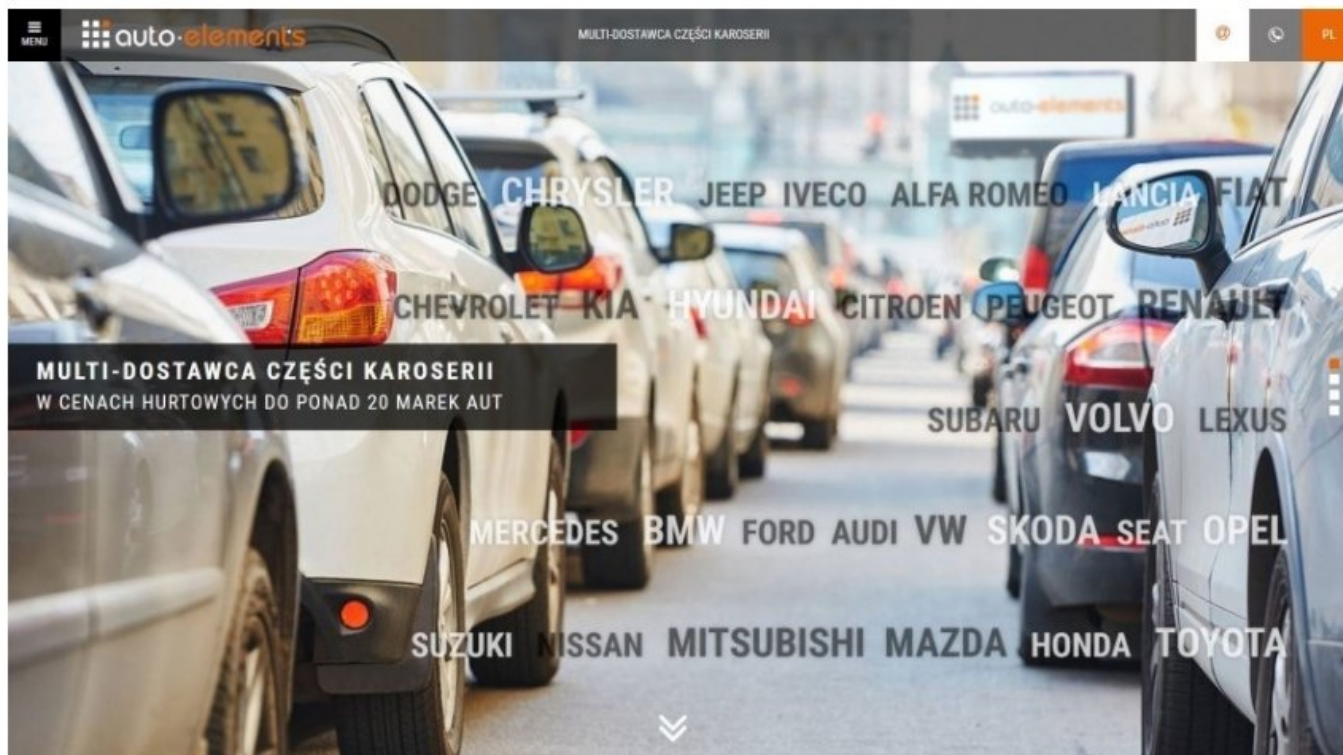 MENU
auto-elements
MULTI-DOSTAWCA CZĘŚCI KAROSERII
@
PL
auto-elements
DODGE CHRYSLER JEEP IVECO ALFA ROMEO LANCIA FIAT
CHEVROLET KIA HYUNDAI CITROEN PEUGEOT RENAULT
MULTI-DOSTAWCA CZĘŚCI KAROSERII
W CENACH HURTOWYCH DO PONAD 20 MAREK AUT
SUBARU VOLVO LEXUS
MERCEDES BMW FORD AUDI VW SKODA SEAT OPEL
SUZUKI NISSAN MITSUBISHI MAZDA HONDA TOYOTA